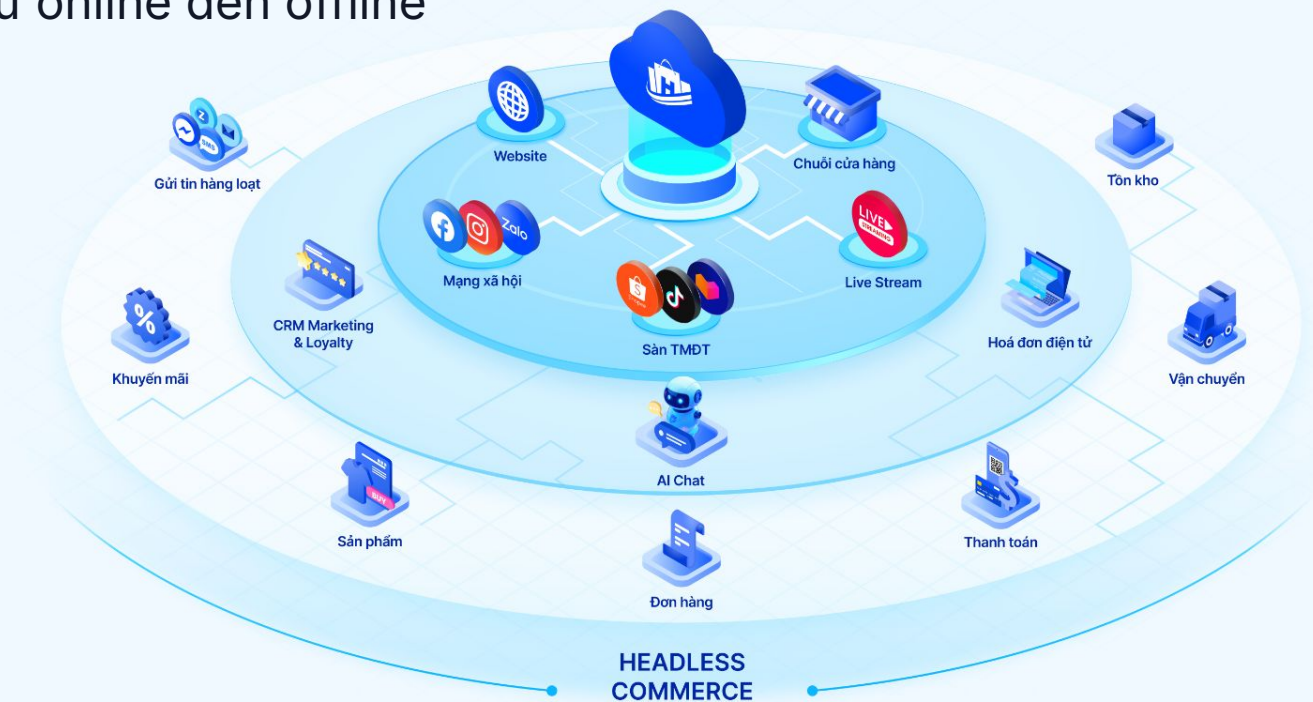 u online đến offline
Website
Chuỗi cửa hàng
Gửi tin hàng loạt
SMS
Z
Tồn kho
LIVE
STREAMING
Zalo
Mạng xã hội
Live Stream
CRM Marketing
& Loyalty
Sàn TMĐT
Hoá đơn điện tử
Khuyến mãi
%
Vận chuyển
AI Chat
BUY
Sản phẩm
Thanh toán
Đơn hàng
HEADLESS
COMMERCE